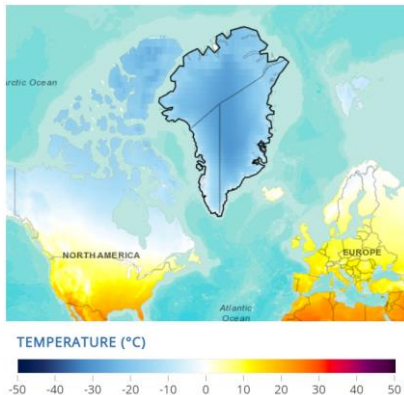 arctic Ocean
NORTH AMERICA
EUROPE
Atlantic
Ocean
TEMPERATURE (°C)
-50 -40 -30 -20 -10 0 10 20 30 40 50